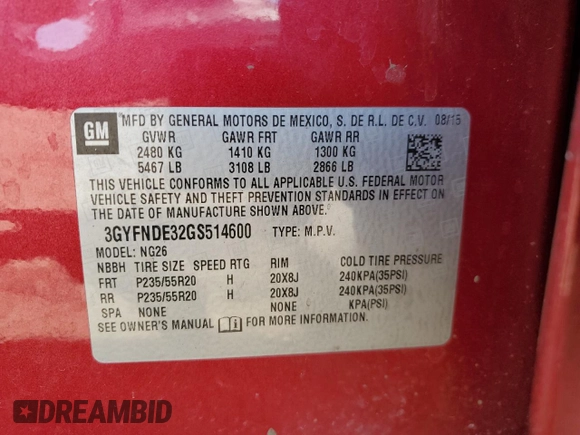 GM
MFD BY GENERAL MOTORS DE MEXICO, S. DE R.L. DE C.V. 08/15
GVWR GAWR FRT GAWR RR
2480 KG 1410 KG 1300 KG
5467 LB 3108 LB 2866 LB
THIS VEHICLE CONFORMS TO ALL APPLICABLE U.S. FEDERAL MOTOR
VEHICLE SAFETY AND THEFT PREVENTION STANDARDS IN EFFECT ON
THE DATE OF MANUFACTURE SHOWN ABOVE.
3GYFNDE32GS514600 TYPE: M.P.V.
MODEL: NG26
NBBH TIRE SIZE SPEED RTG RIM COLD TIRE PRESSURE
FRT P235/55R20 H 20X8J 240KPA(35PSI)
RR P235/55R20 H 20X8J 240KPA(35PSI)
SPA NONE NONE KPA(PSI)
SEE OWNER'S MANUAL FOR MORE INFORMATION.
DREAMBID